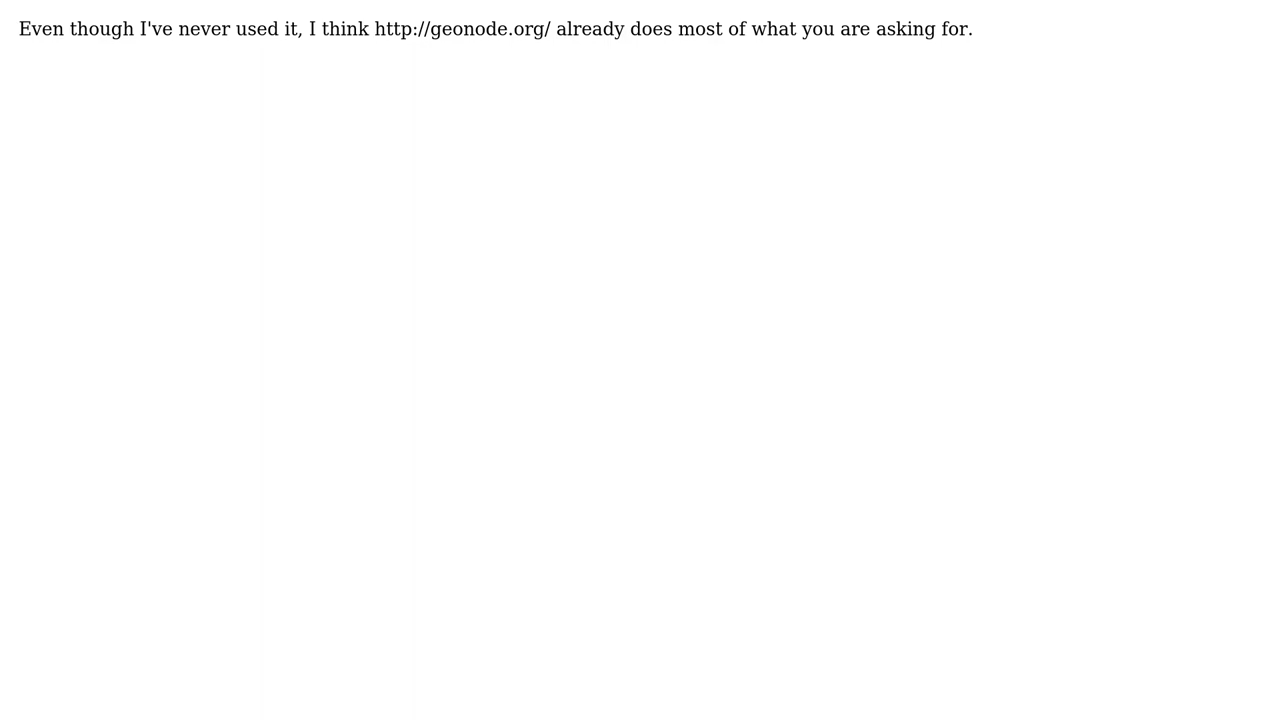 Even though I've never used it, I think http://geonode.org/ already does most of what you are asking for.